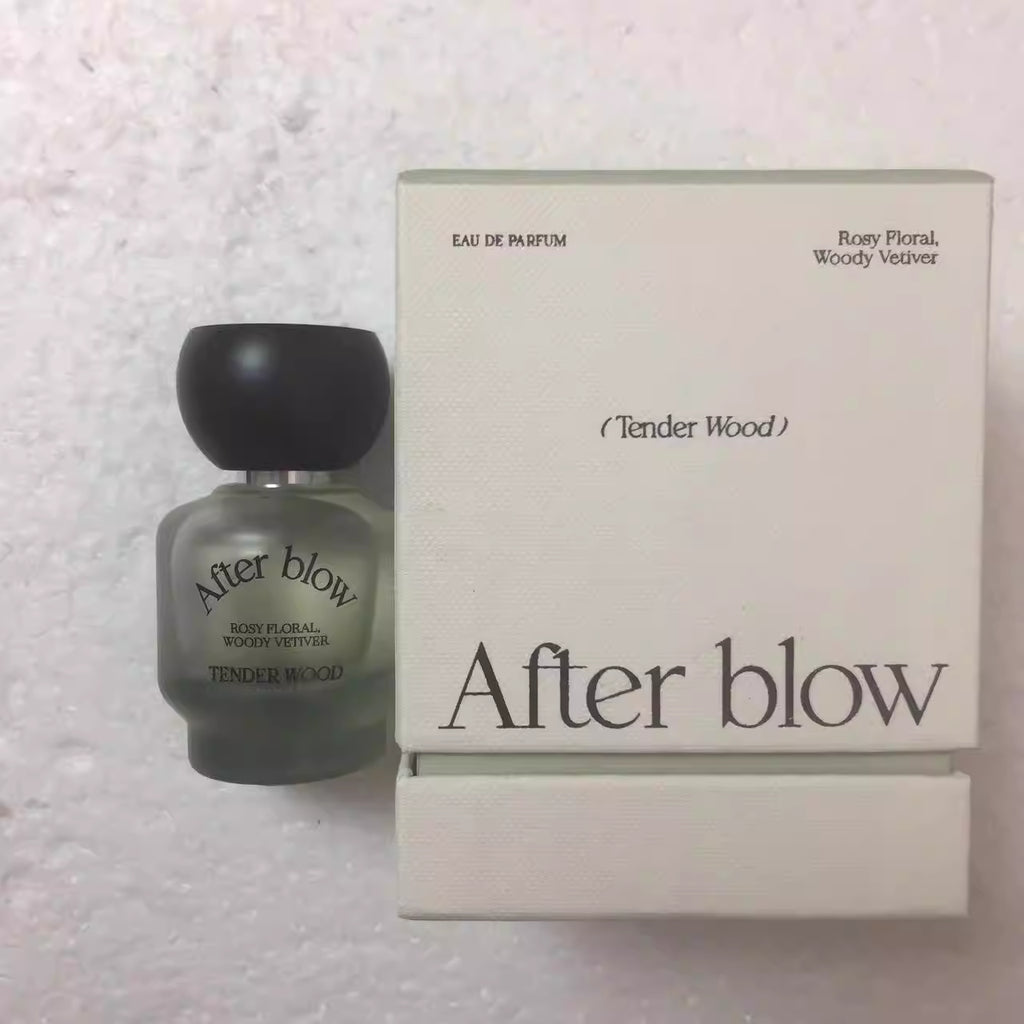 EAU DE PARFUM
Rosy Floral,
Woody Vetiver
(Tender Wood)
After blow
After blow
ROSY FLORAL,
WOODY VETIVER
TENDER WOOD